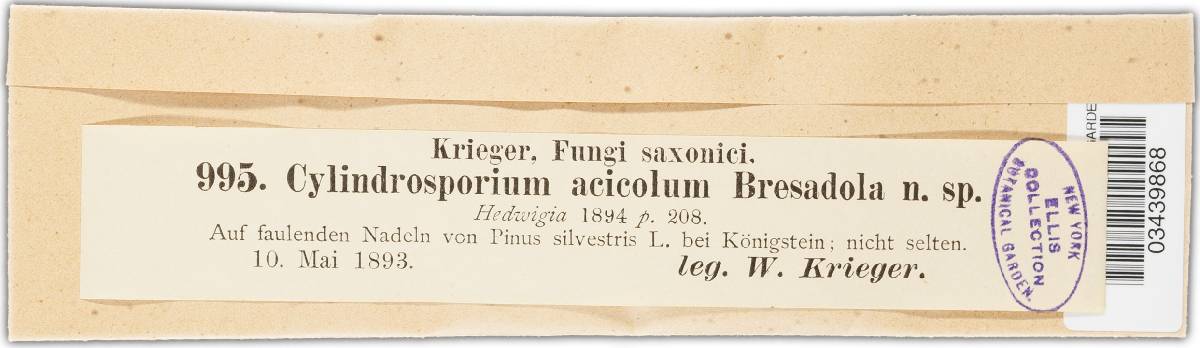 Krieger, Fungi saxonici.
995. Cylindrosporium acicolum Bresadola n. sp.
Hedwigia 1894 p. 208.
Auf faulenden Nadeln von Pinus silvestris L. bei Königstein; nicht selten.
10. Mai 1893.
leg. W. Krieger.
NEW YORK
ELLIS
COLLECTION
BOTANICAL GARDEN.
03439868